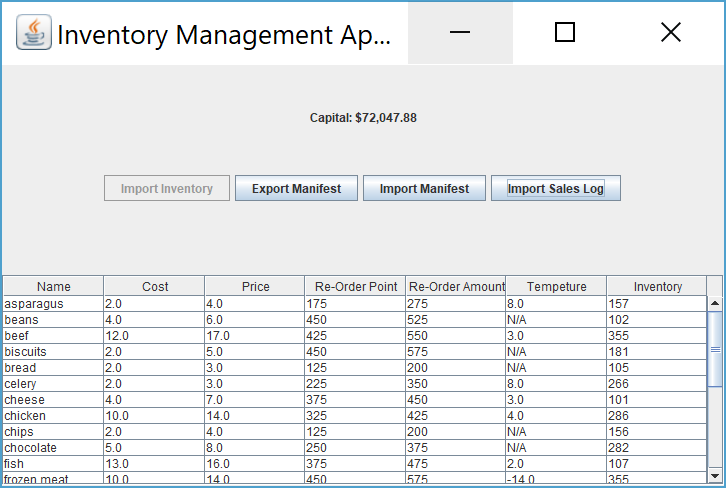 Inventory Management Ap...
Capital: $72,047.88
Import Inventory Export Manifest Import Manifest Import Sales Log
Name Cost Price Re-Order Point Re-Order Amount Tempeture Inventory
asparagus 2.0 4.0 175 275 8.0 157
beans 4.0 6.0 450 525 N/A 102
beef 12.0 17.0 425 550 3.0 355
biscuits 2.0 5.0 450 575 N/A 181
bread 2.0 3.0 125 200 N/A 105
celery 2.0 3.0 225 350 8.0 266
cheese 4.0 7.0 375 450 3.0 101
chicken 10.0 14.0 325 425 4.0 286
chips 2.0 4.0 125 200 N/A 156
chocolate 5.0 8.0 250 375 N/A 282
fish 13.0 16.0 375 475 2.0 107
frozen meat 10.0 14.0 450 575 -14.0 355